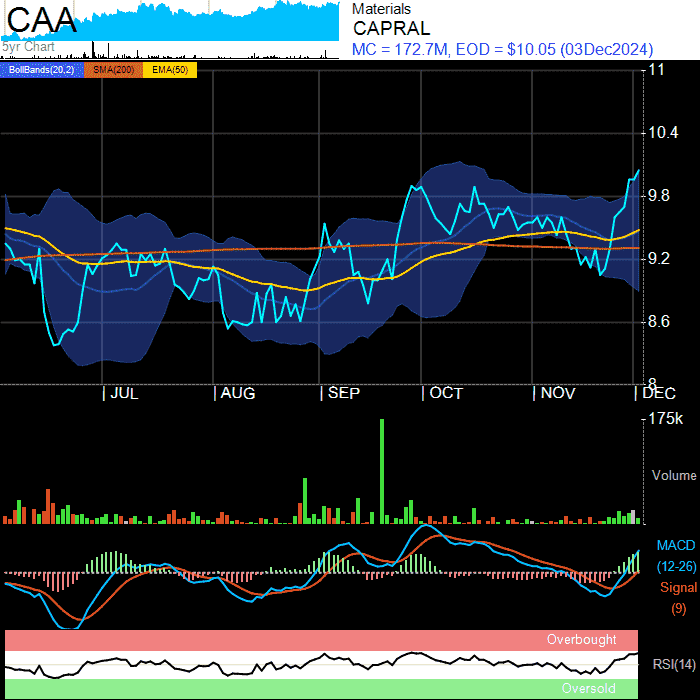 CAA
5yr Chart
Materials
CAPRAL
MC = 172.7M, EOD = $10.05 (03Dec2024)
BollBands(20,2) SMA(200) EMA(50)
11
10.4
9.8
9.2
8.6
8
JUL AUG SEP OCT NOV DEC
175k
Volume
MACD
(12-26)
Signal
(9)
Overbought
RSI(14)
Oversold